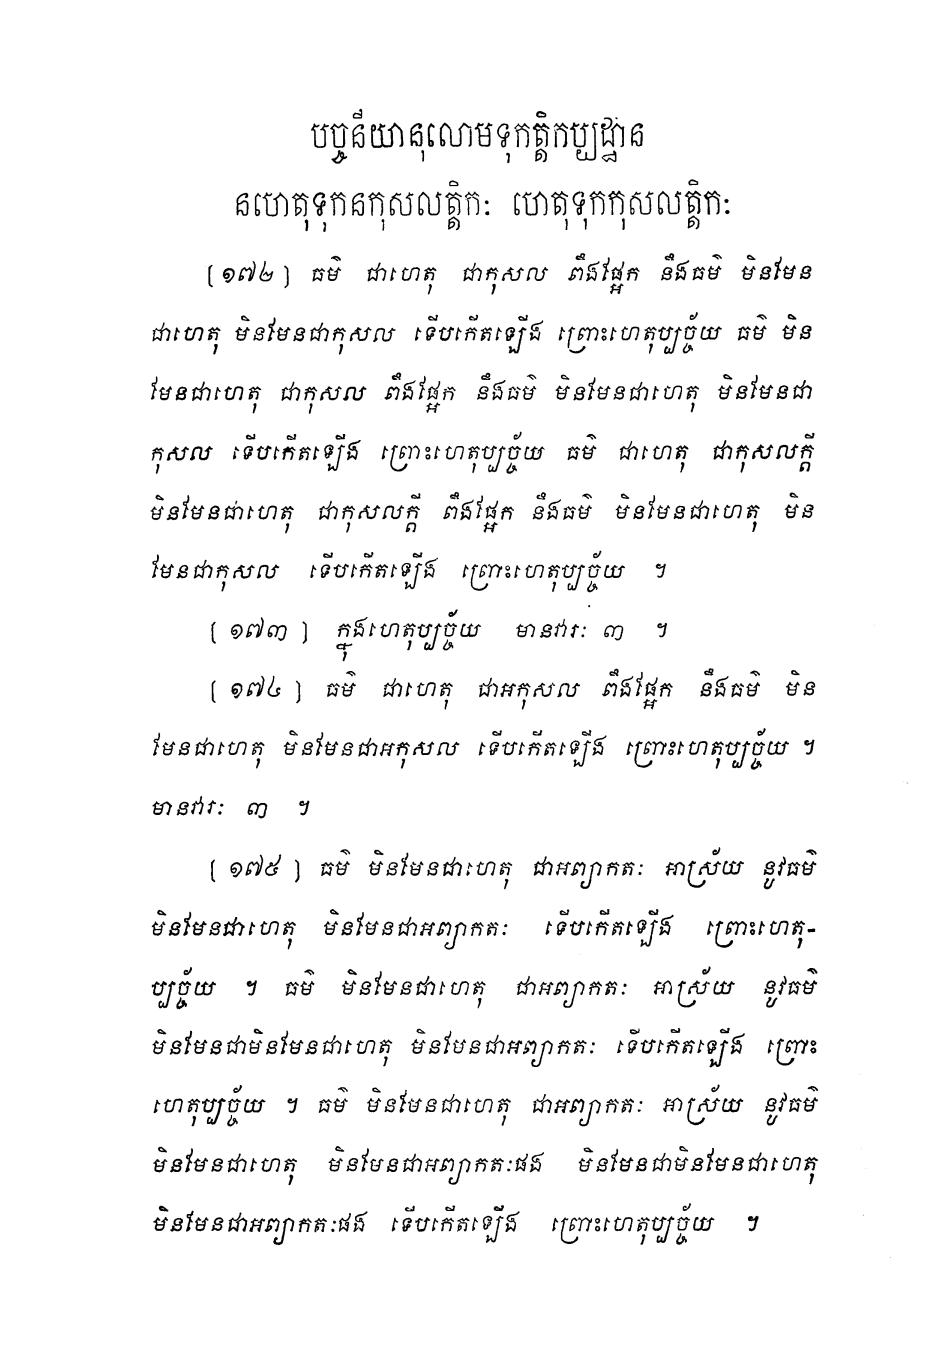 បច្ចនីយានុលោមទុកត្តិកប្បដ្ឋាន
នហេតុទុកនកុសលត្តិកៈ ហេតុទុកកុសលត្តិកៈ
[១៧២] ធម៌ ជាហេតុ ជាកុសល ពឹងផ្អែក នឹងធម៌ មិនមែន
ជាហេតុ មិនមែនជាកុសល ទើបកើតឡើង ព្រោះហេតុប្បច្ច័យ ធម៌ មិន
មែនជាហេតុ ជាកុសល ពឹងផ្អែក នឹងធម៌ មិនមែនជាហេតុ មិនមែនជា
កុសល ទើបកើតឡើង ព្រោះហេតុប្បច្ច័យ ធម៌ ជាហេតុ ជាកុសលក្តី
មិនមែនជាហេតុ ជាកុសលក្តី ពឹងផ្អែក នឹងធម៌ មិនមែនជាហេតុ មិន
មែនជាកុសល ទើបកើតឡើង ព្រោះហេតុប្បច្ច័យ ។
[១៧៣] ក្នុងហេតុប្បច្ច័យ មានវារៈ ៣ ។
[១៧៤] ធម៌ ជាហេតុ ជាអកុសល ពឹងផ្អែក នឹងធម៌ មិន
មែនជាហេតុ មិនមែនជាអកុសល ទើបកើតឡើង ព្រោះហេតុប្បច្ច័យ ។
មានវារៈ ៣ ។
[១៧៥] ធម៌ មិនមែនជាហេតុ ជាអព្យាកតៈ អាស្រ័យ នូវធម៌
មិនមែនជាហេតុ មិនមែនជាអព្យាកតៈ ទើបកើតឡើង ព្រោះហេតុ-
ប្បច្ច័យ ។ ធម៌ មិនមែនជាហេតុ ជាអព្យាកតៈ អាស្រ័យ នូវធម៌
មិនមែនជាមិនមែនជាហេតុ មិនមែនជាអព្យាកតៈ ទើបកើតឡើង ព្រោះ
ហេតុប្បច្ច័យ ។ ធម៌ មិនមែនជាហេតុ ជាអព្យាកតៈ អាស្រ័យ នូវធម៌
មិនមែនជាហេតុ មិនមែនជាអព្យាកតៈផង មិនមែនជាមិនមែនជាហេតុ
មិនមែនជាអព្យាកតៈផង ទើបកើតឡើង ព្រោះហេតុប្បច្ច័យ ។